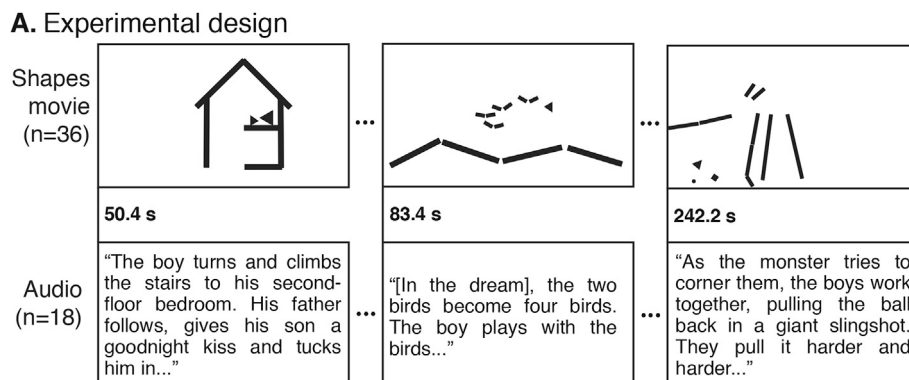 A. Experimental design
Shapes
movie
(n=36)
...
...
50.4 s
83.4 s
242.2 s
Audio
(n=18)
“The boy turns and climbs
the stairs to his second-
floor bedroom. His father
follows, gives his son a
goodnight kiss and tucks
him in...”
...
“[In the dream], the two
birds become four birds.
The boy plays with the
birds...”
...
“As the monster tries to
corner them, the boys work
together, pulling the ball
back in a giant slingshot.
They pull it harder and
harder...”